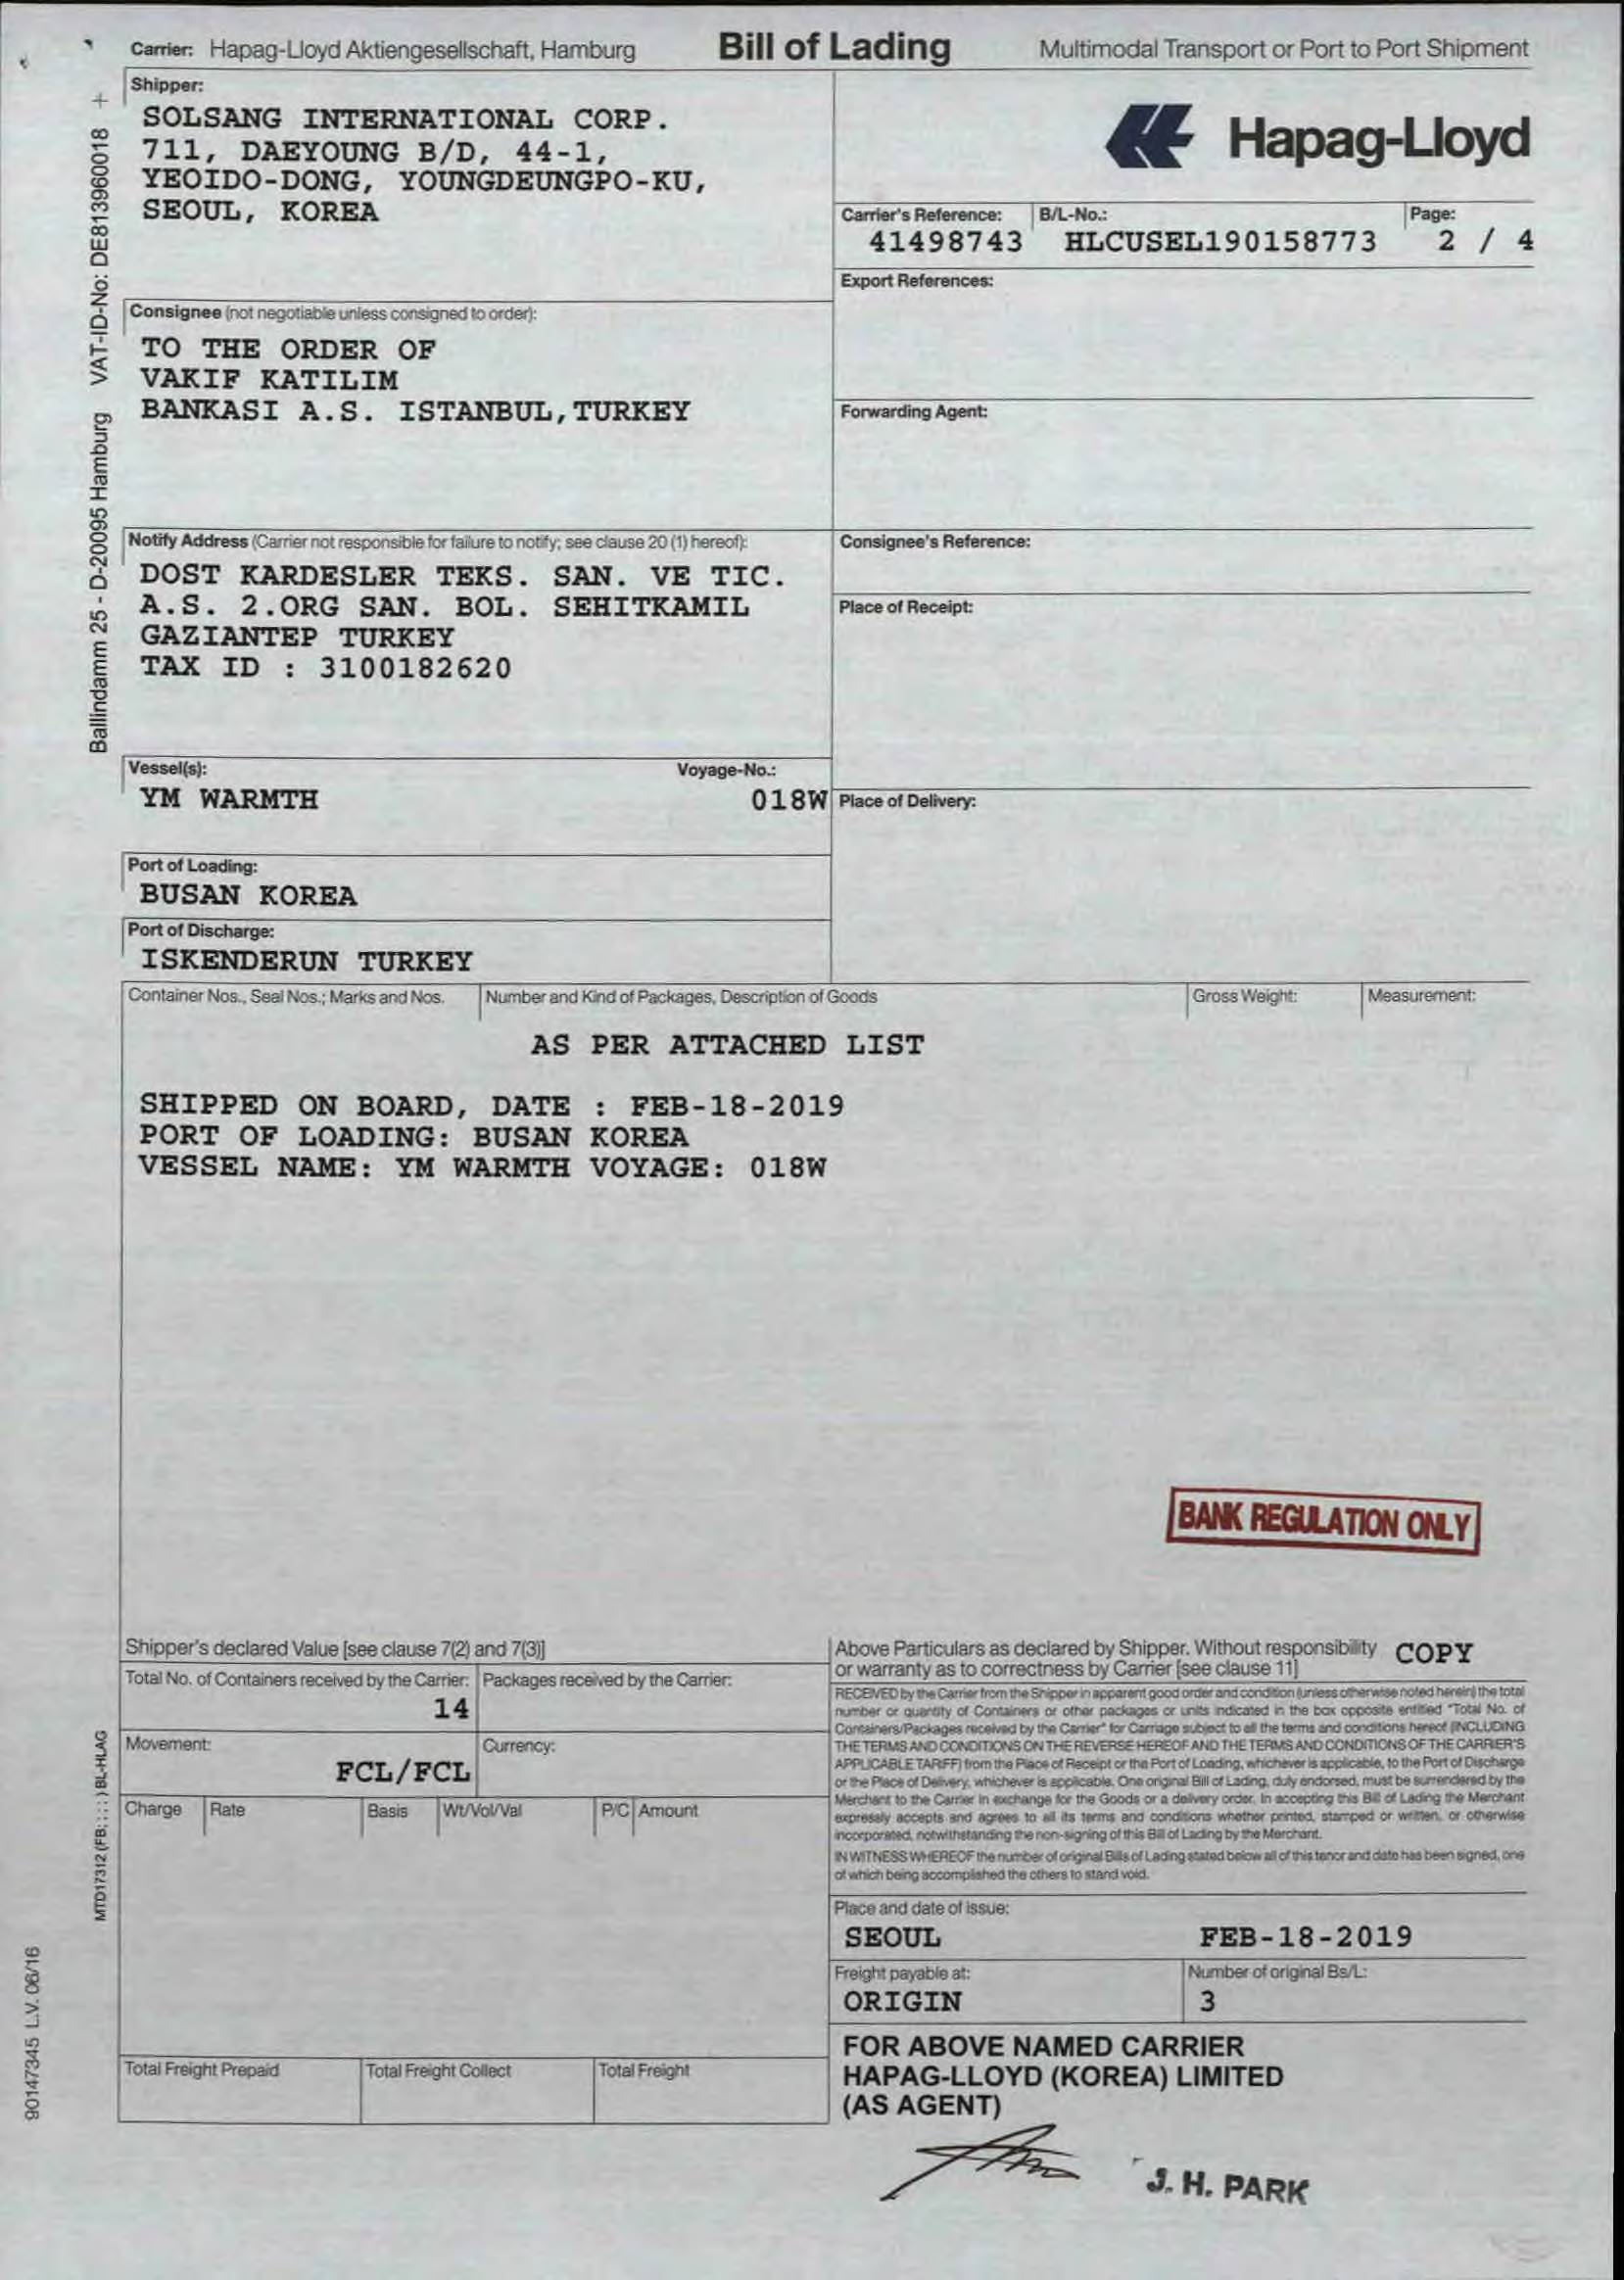 Carrier: Hapag-Lloyd Aktiengesellschaft, Hamburg
Bill of Lading
Multimodal Transport or Port to Port Shipment
Shipper:
SOLSANG INTERNATIONAL CORP.
711, DAEYOUNG B/D, 44-1,
YEOIDO-DONG, YOUNGDEUNGPO-KU,
SEOUL, KOREA
Hapag-Lloyd
Carrier's Reference: B/L-No.: Page:
41498743 HLCUSEL190158773 2 / 4
Export References:
Consignee (not negotiable unless consigned to order):
TO THE ORDER OF
VAKIF KATILIM
BANKASI A.S. ISTANBUL,TURKEY
Forwarding Agent:
Notify Address (Carrier not responsible for failure to notify; see clause 20 (1) hereof):
DOST KARDESLER TEKS. SAN. VE TIC.
A.S. 2.ORG SAN. BOL. SEHITKAMIL
GAZIANTEP TURKEY
TAX ID : 3100182620
Consignee's Reference:
Place of Receipt:
Vessel(s): Voyage-No.:
YM WARMTH 018W
Place of Delivery:
Port of Loading:
BUSAN KOREA
Port of Discharge:
ISKENDERUN TURKEY
Container Nos., Seal Nos.; Marks and Nos. Number and Kind of Packages, Description of Goods Gross Weight: Measurement:
AS PER ATTACHED LIST
SHIPPED ON BOARD, DATE : FEB-18-2019
PORT OF LOADING: BUSAN KOREA
VESSEL NAME: YM WARMTH VOYAGE: 018W
BANK REGULATION ONLY
Shipper's declared Value [see clause 7(2) and 7(3)]
Total No. of Containers received by the Carrier: Packages received by the Carrier:
14
Movement: Currency:
FCL/FCL
Charge Rate Basis Wt/Vol/Val P/C Amount
Total Freight Prepaid Total Freight Collect Total Freight
Above Particulars as declared by Shipper. Without responsibility COPY
or warranty as to correctness by Carrier [see clause 11]
RECEIVED by the Carrier from the Shipper in apparent good order and condition (unless otherwise noted herein) the total
number or quantity of Containers or other packages or units indicated in the box opposite entitled "Total No. of
Containers/Packages received by the Carrier" for Carriage subject to all the terms and conditions hereof (INCLUDING
THE TERMS AND CONDITIONS ON THE REVERSE HEREOF AND THE TERMS AND CONDITIONS OF THE CARRIER'S
APPLICABLE TARIFF) from the Place of Receipt or the Port of Loading, whichever is applicable, to the Port of Discharge
or the Place of Delivery, whichever is applicable. One original Bill of Lading, duly endorsed, must be surrendered by the
Merchant to the Carrier in exchange for the Goods or a delivery order. In accepting this Bill of Lading the Merchant
expressly accepts and agrees to all its terms and conditions whether printed, stamped or written, or otherwise
incorporated, notwithstanding the non-signing of this Bill of Lading by the Merchant.
IN WITNESS WHEREOF the number of original Bills of Lading stated below all of this tenor and date has been signed, one
of which being accomplished the others to stand void.
Place and date of issue:
SEOUL FEB-18-2019
Freight payable at: Number of original Bs/L:
ORIGIN 3
FOR ABOVE NAMED CARRIER
HAPAG-LLOYD (KOREA) LIMITED
(AS AGENT)
J. H. PARK
Ballindamm 25 - D-20095 Hamburg VAT-ID-No: DE813960018 +
MTD17312 (FB; : : : ) BL-HLAG
90147345 L.V. 06/16